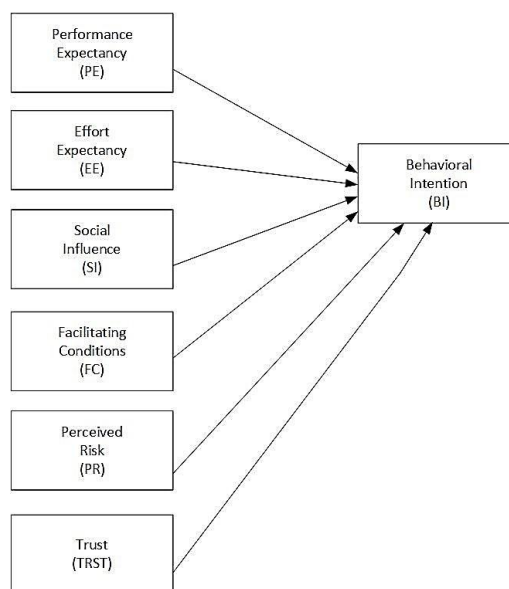 Performance
Expectancy
(PE)
Effort
Expectancy
(EE)
Social
Influence
(SI)
Facilitating
Conditions
(FC)
Perceived
Risk
(PR)
Trust
(TRST)
Behavioral
Intention
(BI)